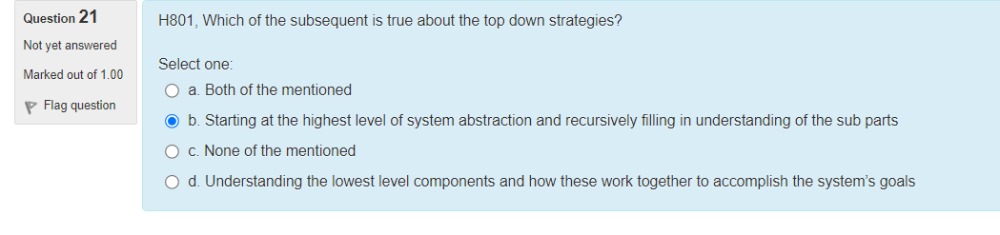 Question 21
Not yet answered
Marked out of 1.00
Flag question
H801, Which of the subsequent is true about the top down strategies?
Select one:
a. Both of the mentioned
b. Starting at the highest level of system abstraction and recursively filling in understanding of the sub parts
c. None of the mentioned
d. Understanding the lowest level components and how these work together to accomplish the system's goals